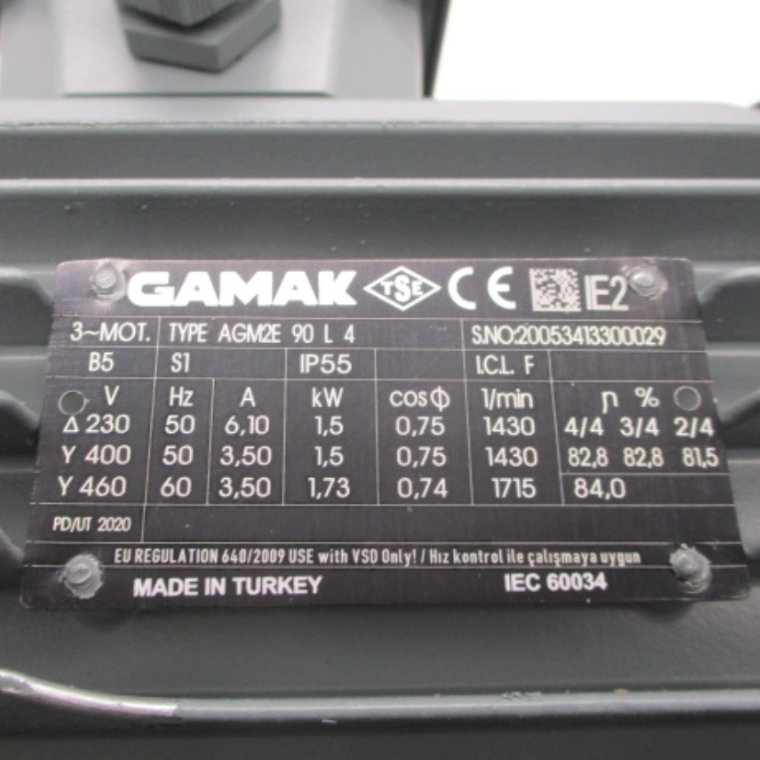 GAMAK TSE CE IE2
3~MOT. TYPE AGM2E 90 L 4 S.NO:20053413300029
B5 S1 IP55 I.C.L. F
V Hz A kW cosϕ 1/min η %
Δ 230 50 6,10 1,5 0,75 1430 4/4 3/4 2/4
Y 400 50 3,50 1,5 0,75 1430 82,8 82,8 81,5
Y 460 60 3,50 1,73 0,74 1715 84,0
PD/UT 2020
EU REGULATION 640/2009 USE with VSD Only! / Hız kontrol ile çalışmaya uygun
MADE IN TURKEY IEC 60034